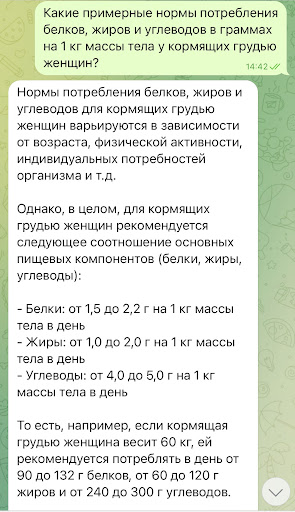 Какие примерные нормы потребления
белков, жиров и углеводов в граммах
на 1 кг массы тела у кормящих грудью
женщин?
14:42
Нормы потребления белков, жиров и
углеводов для кормящих грудью
женщин варьируются в зависимости
от возраста, физической активности,
индивидуальных потребностей
организма и т.д.
Однако, в целом, для кормящих
грудью женщин рекомендуется
следующее соотношение основных
пищевых компонентов (белки, жиры,
углеводы):
- Белки: от 1,5 до 2,2 г на 1 кг массы
тела в день
- Жиры: от 1,0 до 2,0 г на 1 кг массы
тела в день
- Углеводы: от 4,0 до 5,0 г на 1 кг
массы тела в день
То есть, например, если кормящая
грудью женщина весит 60 кг, ей
рекомендуется потреблять в день от
90 до 132 г белков, от 60 до 120 г
жиров и от 240 до 300 г углеводов.